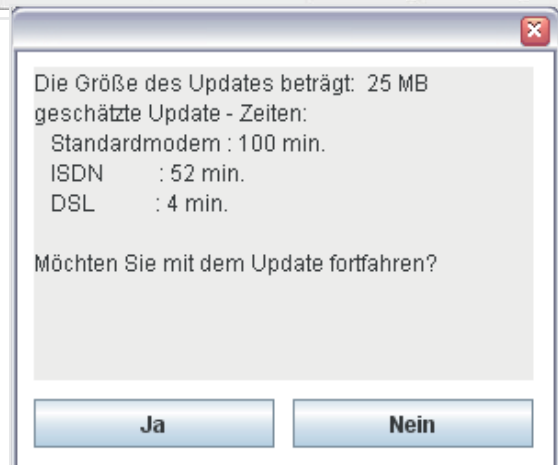 Die Größe des Updates beträgt:  25 MB
geschätzte Update - Zeiten:
Standardmodem : 100 min.
ISDN : 52 min.
DSL : 4 min.
Möchten Sie mit dem Update fortfahren?
Ja Nein